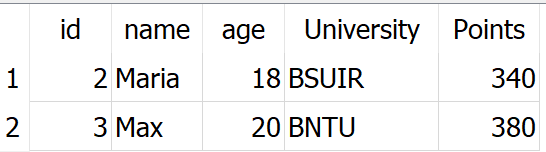 id name age University Points
1 2 Maria 18 BSUIR 340
2 3 Max 20 BNTU 380